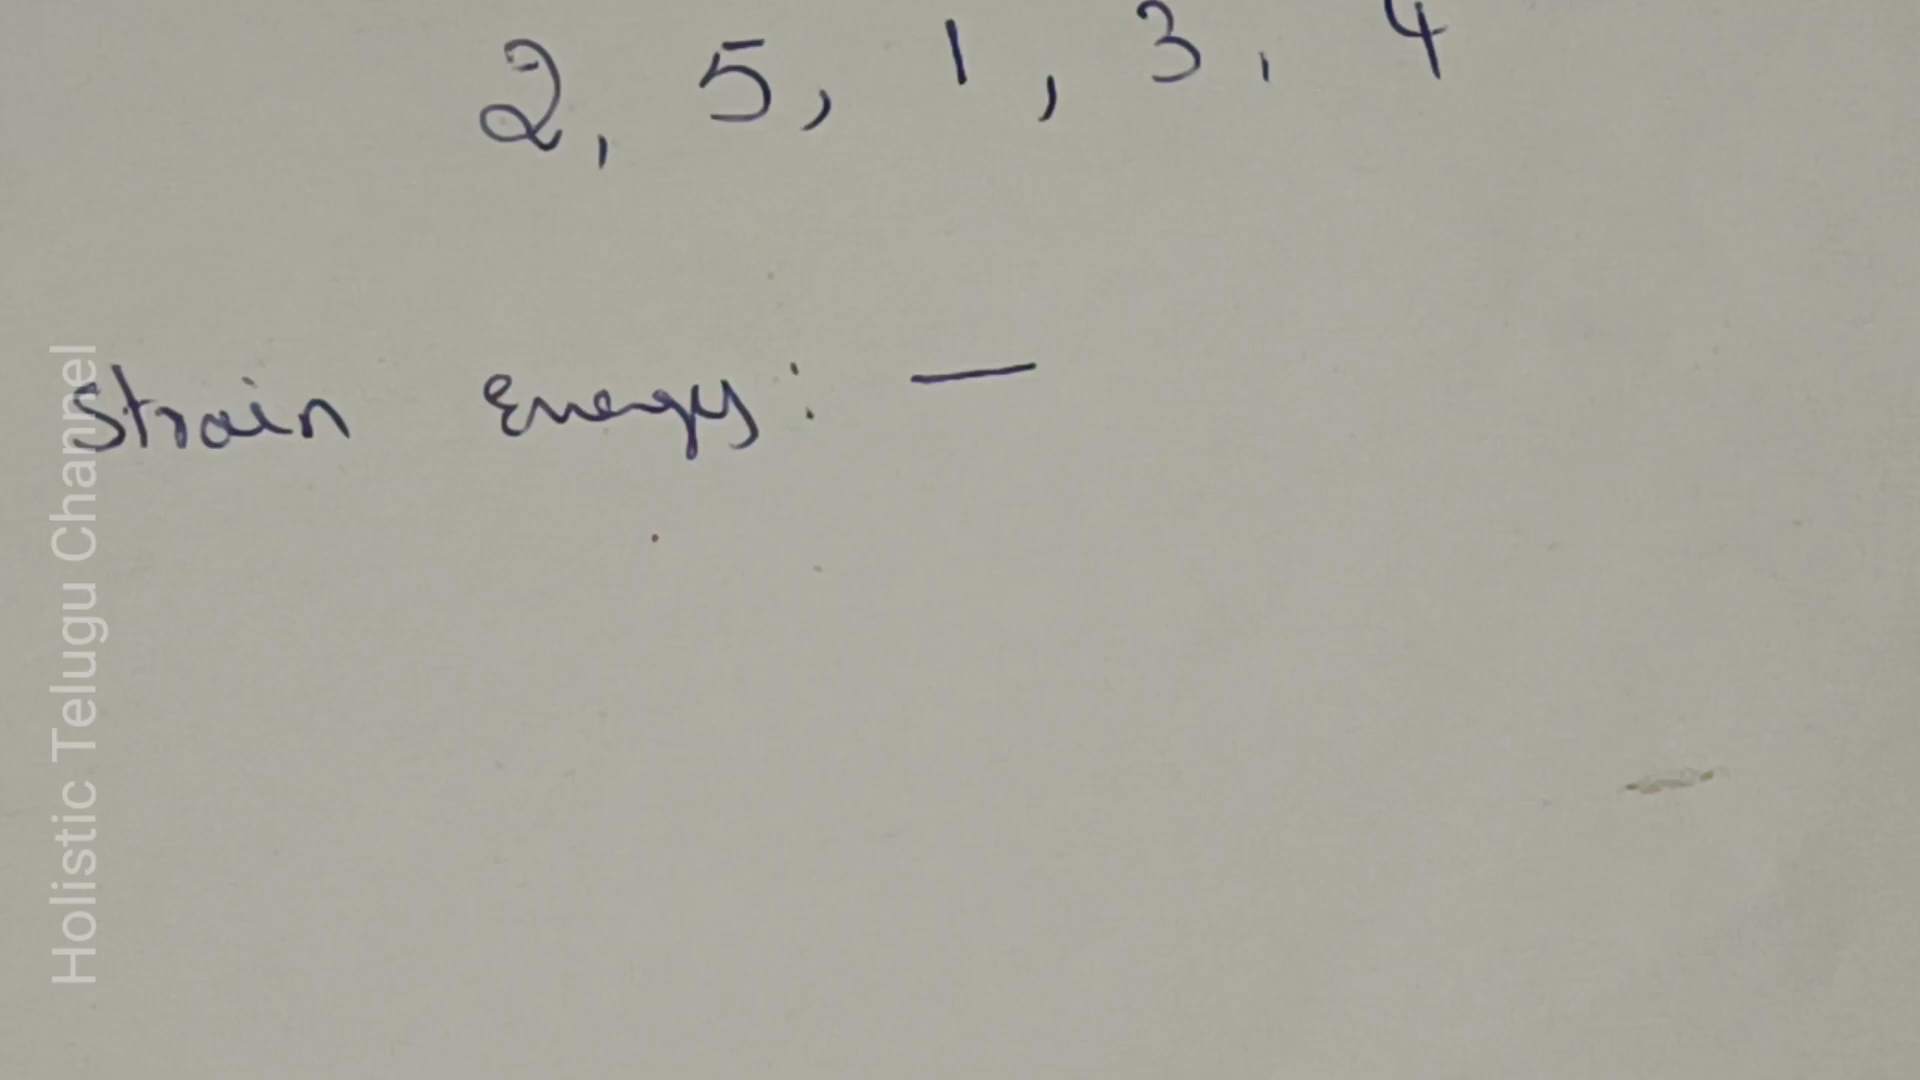 2, 5, 1, 3, 4
Strain Energy: —
Holistic Telugu Channel